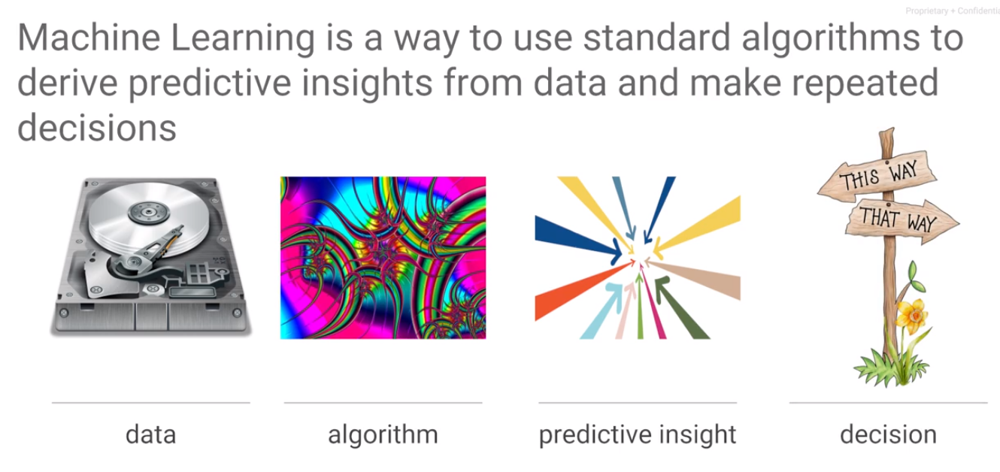 Proprietary + Confidentia
Machine Learning is a way to use standard algorithms to
derive predictive insights from data and make repeated
decisions
THIS WAY
THAT WAY
data
algorithm
predictive insight
decision